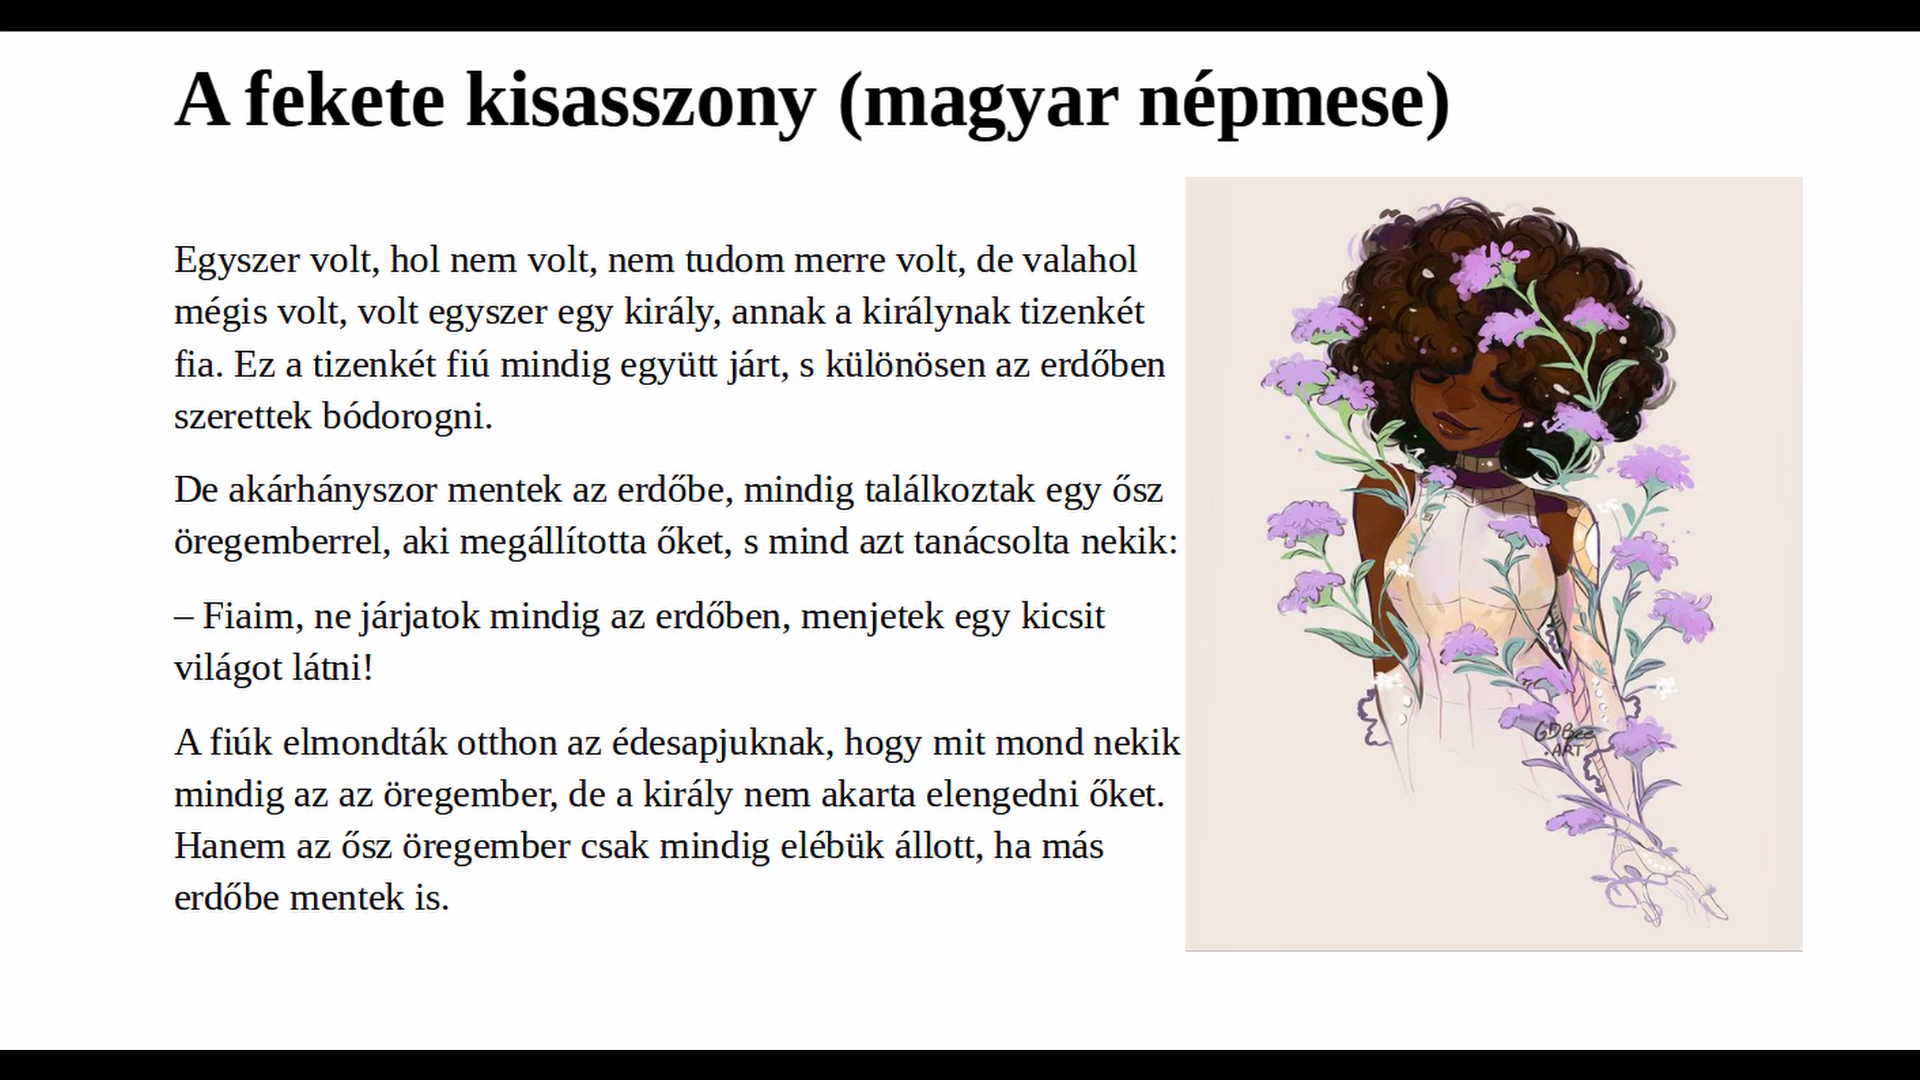 A fekete kisasszony (magyar népmese)
Egyszer volt, hol nem volt, nem tudom merre volt, de valahol
mégis volt, volt egyszer egy király, annak a királynak tizenkét
fia. Ez a tizenkét fiú mindig együtt járt, s különösen az erdőben
szerettek bódorogni.
De akárhányszor mentek az erdőbe, mindig találkoztak egy ősz
öregemberrel, aki megállította őket, s mind azt tanácsolta nekik:
– Fiaim, ne járjatok mindig az erdőben, menjetek egy kicsit
világot látni!
A fiúk elmondták otthon az édesapjuknak, hogy mit mond nekik
mindig az az öregember, de a király nem akarta elengedni őket.
Hanem az ősz öregember csak mindig elébük állott, ha más
erdőbe mentek is.
GDBee
.ART